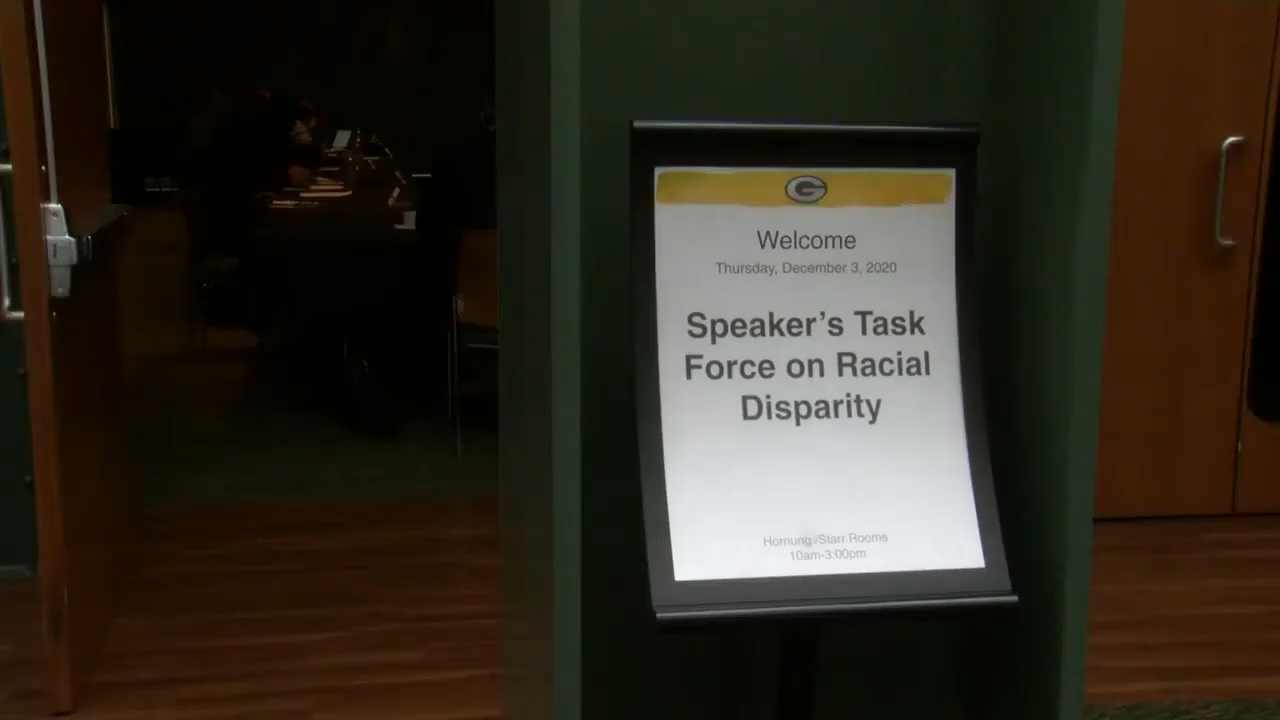 G
Welcome
Thursday, December 3, 2020
Speaker's Task
Force on Racial
Disparity
Hornung/Starr Rooms
10am-3:00pm